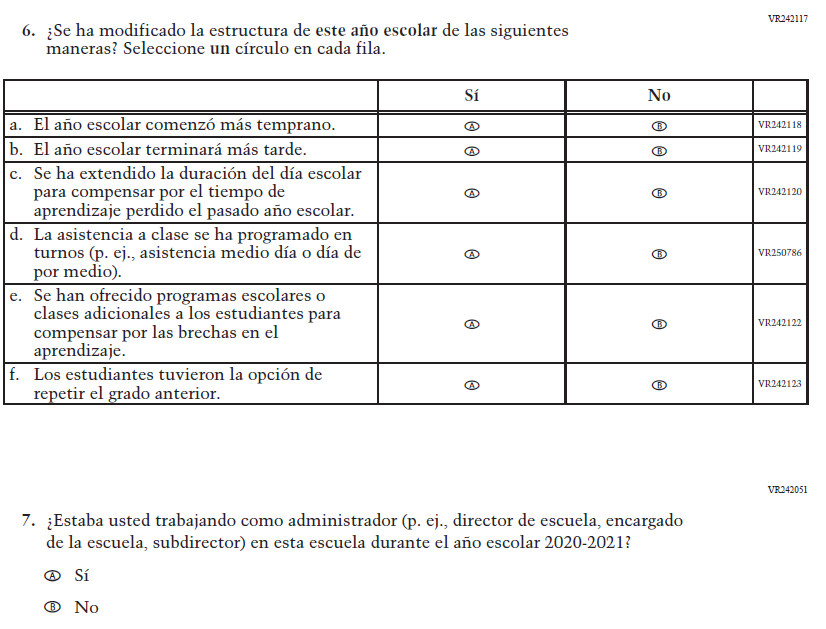 VR242117
6. ¿Se ha modificado la estructura de este año escolar de las siguientes
maneras? Seleccione un círculo en cada fila.
Sí No
a. El año escolar comenzó más temprano. A B VR242118
b. El año escolar terminará más tarde. A B VR242119
c. Se ha extendido la duración del día escolar
para compensar por el tiempo de A B VR242120
aprendizaje perdido el pasado año escolar.
d. La asistencia a clase se ha programado en
turnos (p. ej., asistencia medio día o día de A B VR250786
por medio).
e. Se han ofrecido programas escolares o
clases adicionales a los estudiantes para A B VR242122
compensar por las brechas en el
aprendizaje.
f. Los estudiantes tuvieron la opción de A B VR242123
repetir el grado anterior.
VR242051
7. ¿Estaba usted trabajando como administrador (p. ej., director de escuela, encargado
de la escuela, subdirector) en esta escuela durante el año escolar 2020-2021?
A Sí
B No